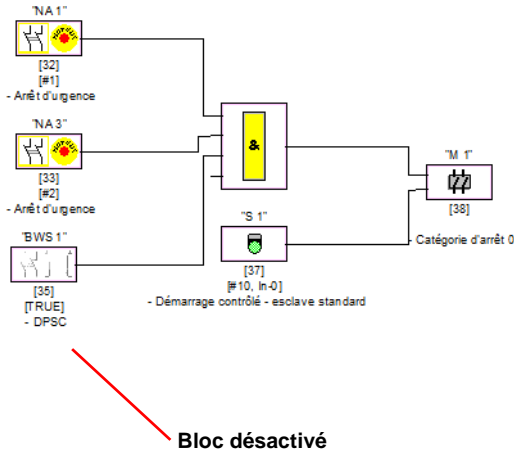 "NA 1"
[32]
[#1]
- Arrêt d'urgence
"NA 3"
[33]
[#2]
- Arrêt d'urgence
"BWS 1"
[35]
[TRUE]
- DPSC
&
"S 1"
[37]
[#10, In-0]
- Démarrage contrôlé - esclave standard
"M 1"
[38]
- Catégorie d'arrêt 0
Bloc désactivé